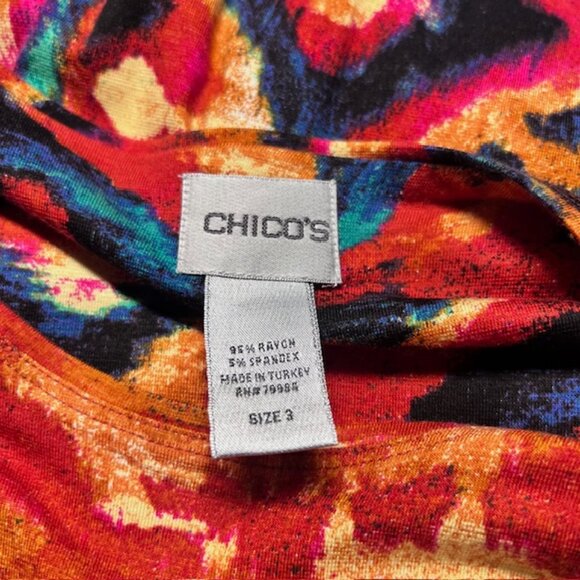 CHICO'S
95% RAYON
5% SPANDEX
MADE IN TURKEY
RN#79984
SIZE 3